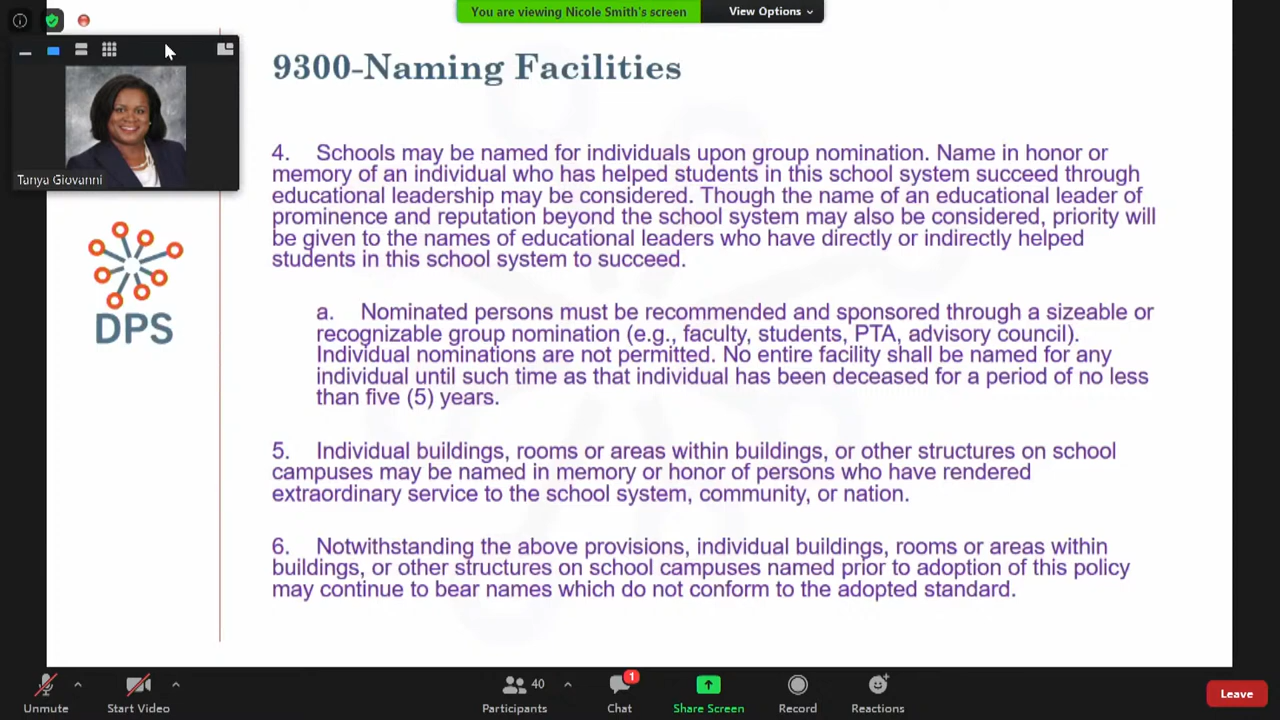 You are viewing Nicole Smith's screen
View Options
9300-Naming Facilities
Tanya Giovanni
DPS
4. Schools may be named for individuals upon group nomination. Name in honor or
memory of an individual who has helped students in this school system succeed through
educational leadership may be considered. Though the name of an educational leader of
prominence and reputation beyond the school system may also be considered, priority will
be given to the names of educational leaders who have directly or indirectly helped
students in this school system to succeed.
a. Nominated persons must be recommended and sponsored through a sizeable or
recognizable group nomination (e.g., faculty, students, PTA, advisory council).
Individual nominations are not permitted. No entire facility shall be named for any
individual until such time as that individual has been deceased for a period of no less
than five (5) years.
5. Individual buildings, rooms or areas within buildings, or other structures on school
campuses may be named in memory or honor of persons who have rendered
extraordinary service to the school system, community, or nation.
6. Notwithstanding the above provisions, individual buildings, rooms or areas within
buildings, or other structures on school campuses named prior to adoption of this policy
may continue to bear names which do not conform to the adopted standard.
40
1
Unmute
Start Video
Participants
Chat
Share Screen
Record
Reactions
Leave